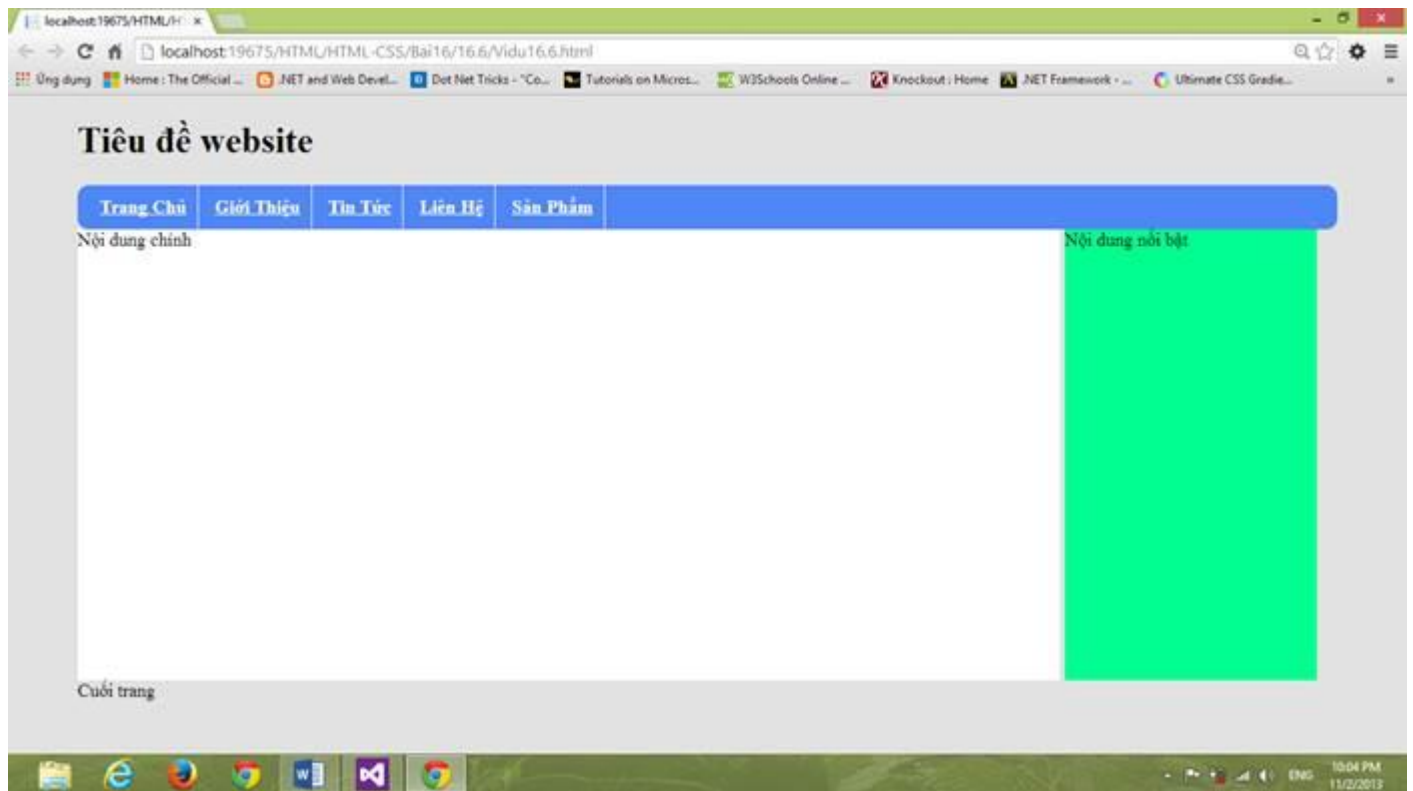 localhost:19675/HTML/H
localhost:19675/HTML/HTML-CSS/Bai16/16.6/Vidu16.6.html
Ứng dụng Home : The Official ... .NET and Web Devel... Dot Net Tricks - "Co... Tutorials on Micros... W3Schools Online ... Knockout : Home .NET Framework - ... Ultimate CSS Gradie... »
Tiêu đề website
Trang Chủ Giới Thiệu Tin Tức Liên Hệ Sản Phẩm
Nội dung chính Nội dung nổi bật
Cuối trang
ENG 10:04 PM
11/2/2013